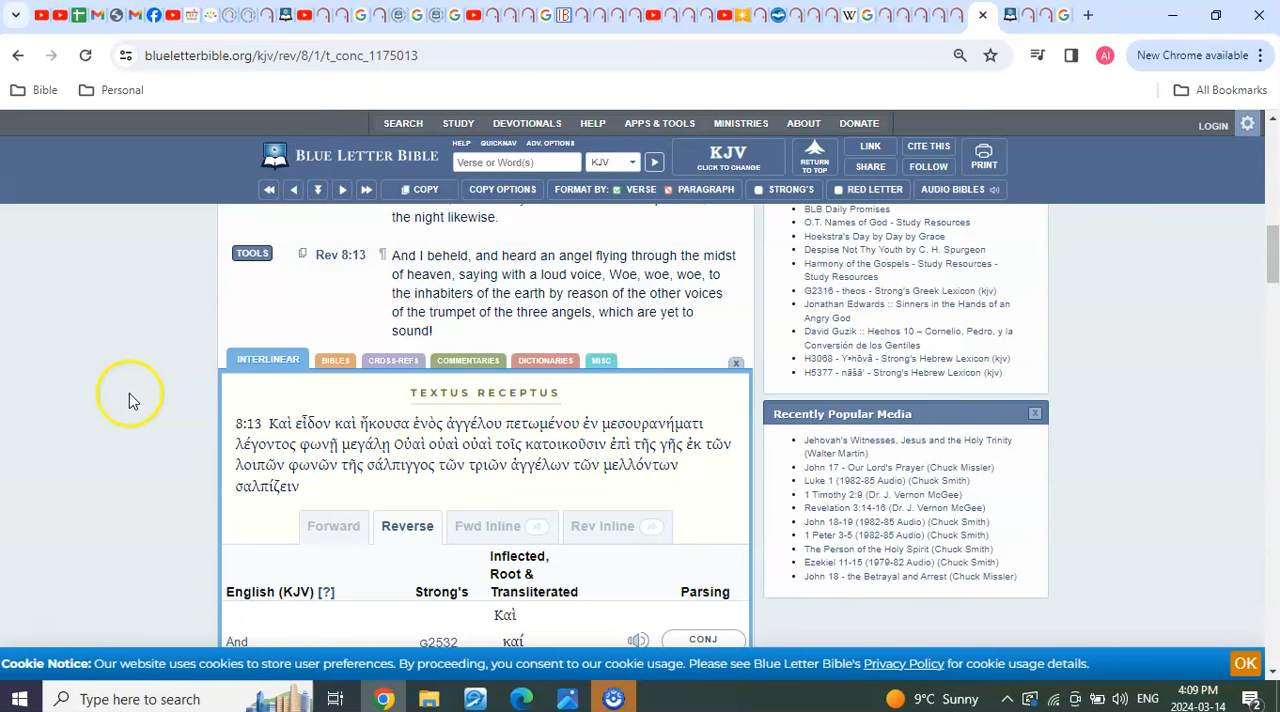 blueletterbible.org/kjv/rev/8/1/t_conc_1175013
New Chrome available
Bible
Personal
All Bookmarks
SEARCH STUDY DEVOTIONALS HELP APPS & TOOLS MINISTRIES ABOUT DONATE
LOGIN
BLUE LETTER BIBLE
HELP QUICKNAV ADV. OPTIONS
Verse or Word(s)
KJV
KJV
CLICK TO CHANGE
RETURN
TO TOP
LINK
SHARE
CITE THIS
FOLLOW
PRINT
COPY
COPY OPTIONS
FORMAT BY: VERSE PARAGRAPH
STRONG'S
RED LETTER
AUDIO BIBLES
the night likewise.
TOOLS
Rev 8:13
¶ And I beheld, and heard an angel flying through the midst
of heaven, saying with a loud voice, Woe, woe, woe, to
the inhabiters of the earth by reason of the other voices
of the trumpet of the three angels, which are yet to
sound!
INTERLINEAR BIBLES CROSS-REFS COMMENTARIES DICTIONARIES MISC
x
TEXTUS RECEPTUS
8:13 Καὶ εἶδον καὶ ἤκουσα ἑνὸς ἀγγέλου πετωμένου ἐν μεσουρανήματι
λέγοντος φωνῇ μεγάλῃ Οὐαὶ οὐαὶ οὐαὶ τοῖς κατοικοῦσιν ἐπὶ τῆς γῆς ἐκ τῶν
λοιπῶν φωνῶν τῆς σάλπιγγος τῶν τριῶν ἀγγέλων τῶν μελλόντων
σαλπίζειν
Forward Reverse Fwd Inline Rev Inline
English (KJV) [?]
Strong's
Inflected,
Root &
Transliterated
Parsing
Καὶ
And
G2532
καί
CONJ
BLB Daily Promises
O.T. Names of God - Study Resources
Hoekstra's Day by Day by Grace
Despise Not Thy Youth by C. H. Spurgeon
Harmony of the Gospels - Study Resources -
Study Resources
G2316 - theos - Strong's Greek Lexicon (kjv)
Jonathan Edwards :: Sinners in the Hands of an
Angry God
David Guzik :: Hechos 10 – Cornelio, Pedro, y la
Conversión de los Gentiles
H3068 - Yᵊhōvâ - Strong's Hebrew Lexicon (kjv)
H5377 - nāšā' - Strong's Hebrew Lexicon (kjv)
Recently Popular Media
X
Jehovah's Witnesses, Jesus and the Holy Trinity
(Walter Martin)
John 17 - Our Lord's Prayer (Chuck Missler)
Luke 1 (1982-85 Audio) (Chuck Smith)
1 Timothy 2:9 (Dr. J. Vernon McGee)
Revelation 3:14-16 (Dr. J. Vernon McGee)
John 18-19 (1982-85 Audio) (Chuck Smith)
1 Peter 3-5 (1982-85 Audio) (Chuck Smith)
The Person of the Holy Spirit (Chuck Smith)
Ezekiel 11-15 (1979-82 Audio) (Chuck Smith)
John 18 - the Betrayal and Arrest (Chuck Missler)
Cookie Notice: Our website uses cookies to store user preferences. By proceeding, you consent to our cookie usage. Please see Blue Letter Bible's Privacy Policy for cookie usage details.
OK
Type here to search
9°C Sunny
ENG
4:09 PM
2024-03-14
2